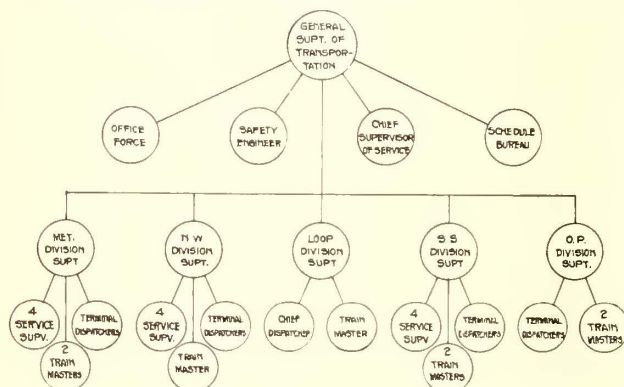 GENERAL
SUPT. OF
TRANSPOR-
TATION
OFFICE
FORCE
SAFETY
ENGINEER
CHIEF
SUPERVISOR
OF SERVICE
SCHEDULE
BUREAU
MET.
DIVISION
SUPT
N W
DIVISION
SUPT.
LOOP
DIVISION
SUPT
S S
DIVISION
SUPT
O.P.
DIVISION
SUPT.
4
SERVICE
SUPV.
2
TRAIN
MASTERS
TERMINAL
DISPATCHERS
4
SERVICE
SUPV.
TRAIN
MASTER
TERMINAL
DISPATCHERS
CHIEF
DISPATCHER
TRAIN
MASTER
4
SERVICE
SUPV
2
TRAIN
MASTERS
TERMINAL
DISPATCHERS
TERMINAL
DISPATCHERS
2
TRAIN
MASTERS